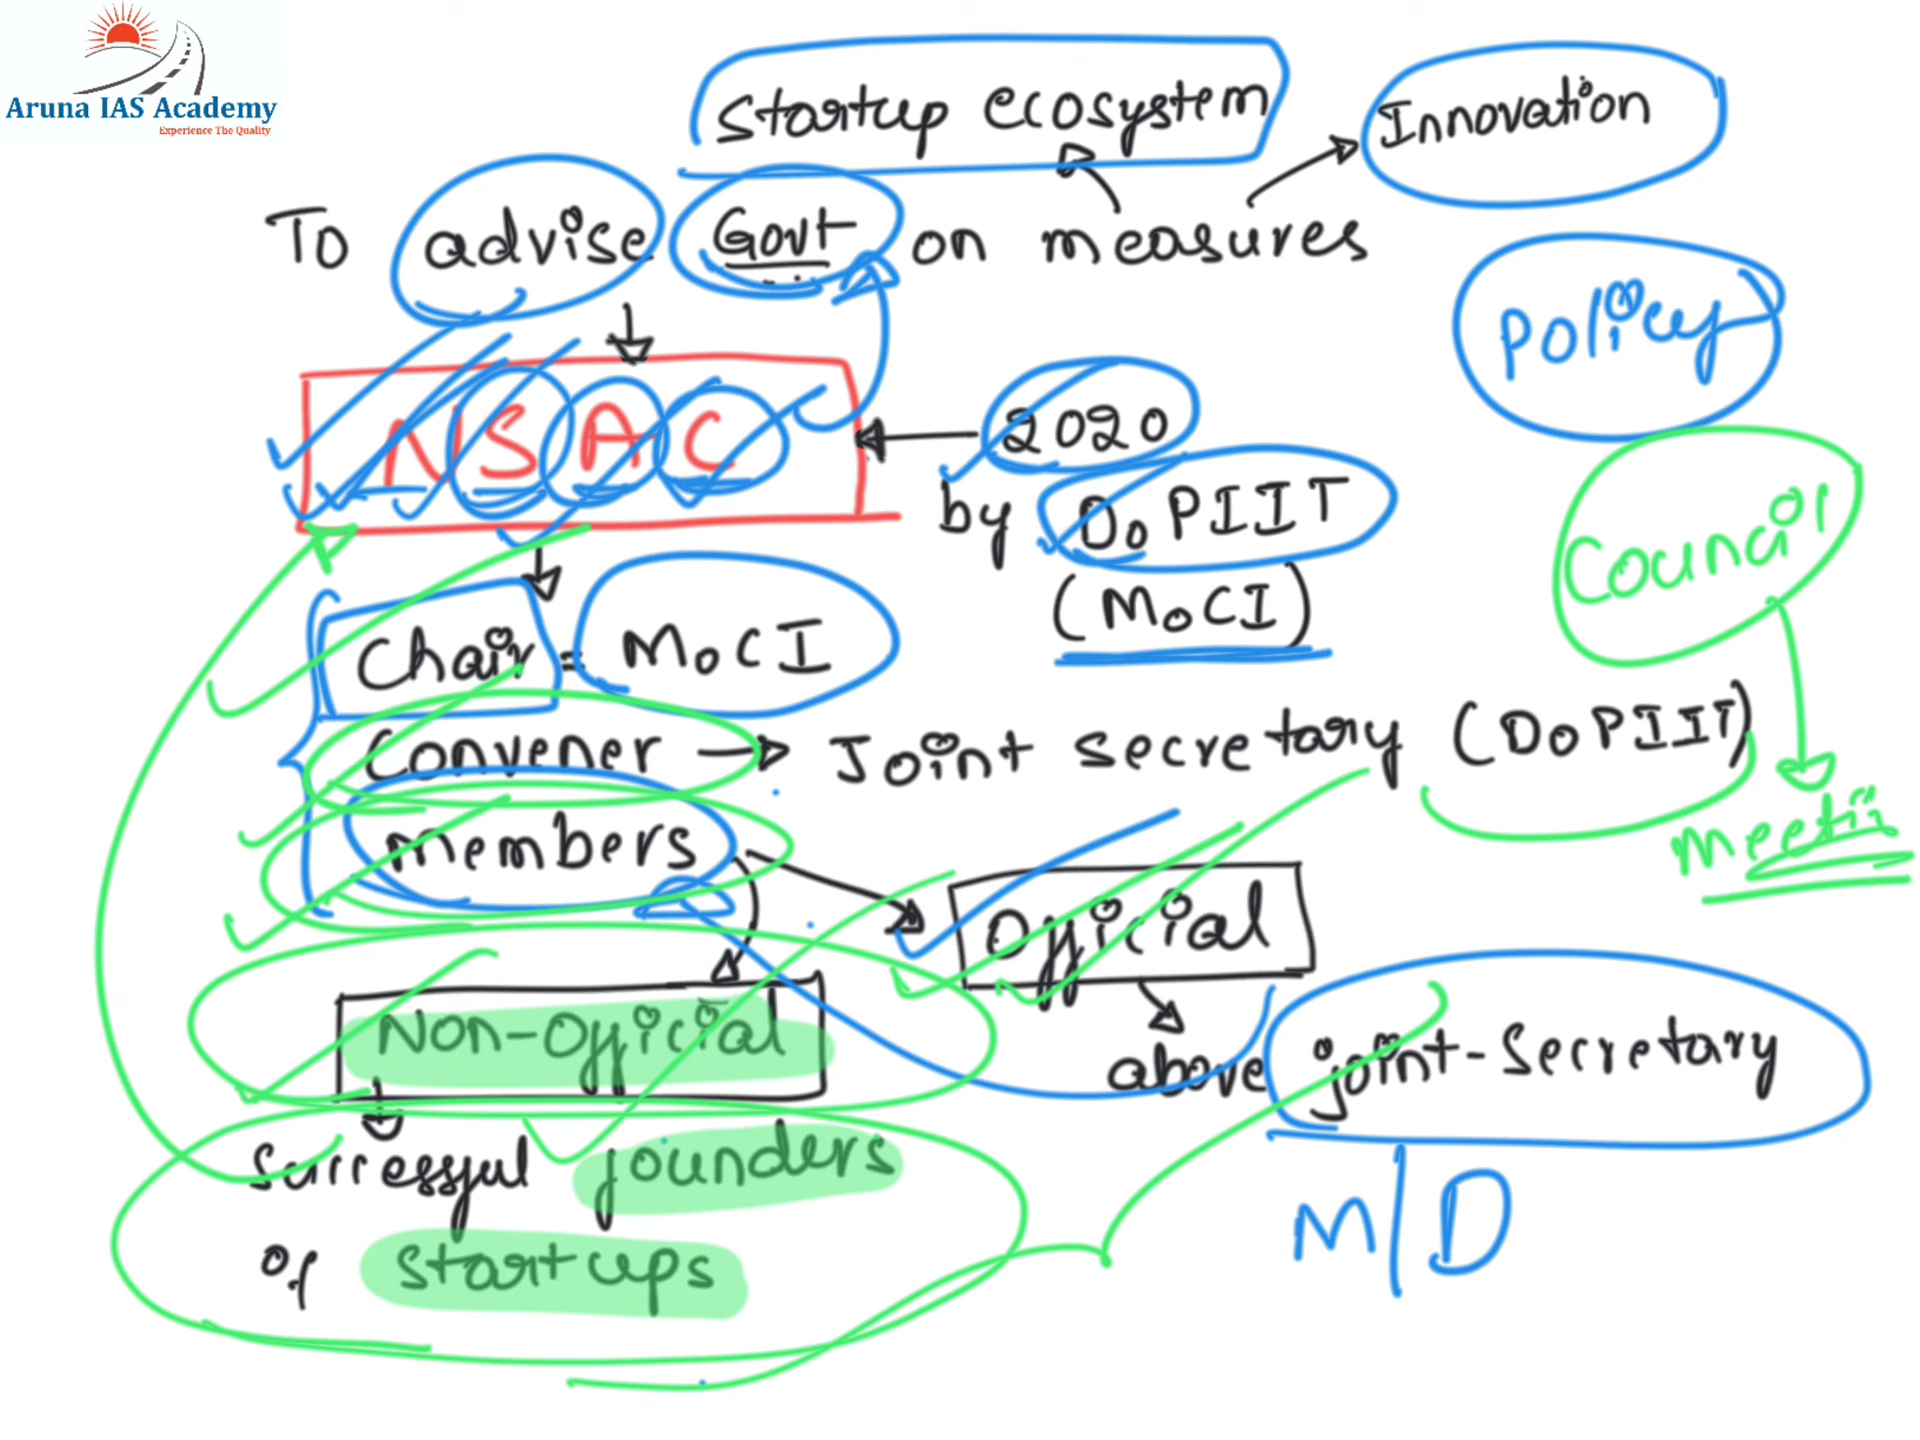 Aruna IAS Academy
Experience The Quality
Startup ecosystem
Innovation
To advise Govt on measures
Policy
NSAC
2020
by DoPIIT
(MoCI)
Council
Chair = MoCI
Convener → Joint secretary (DoPIIT)
Meetin
Members
Official
Non-Official
above joint-secretary
successful founders
M/D
of startups